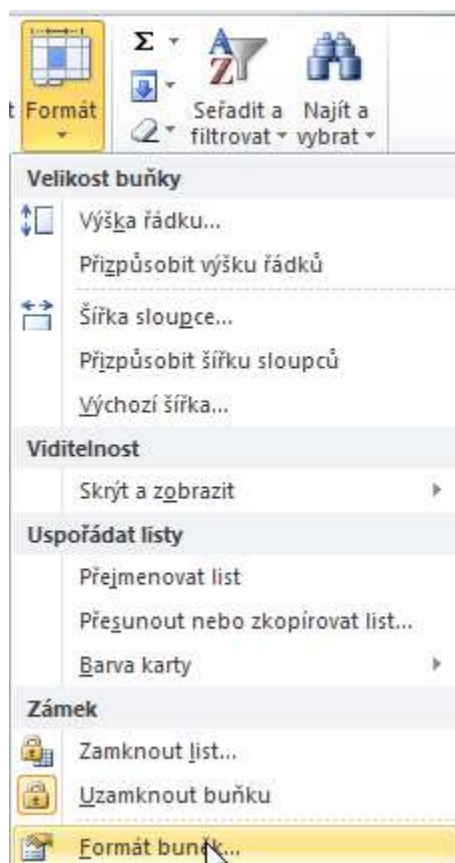 Formát
Σ
A
Z
Seřadit a
filtrovat
Najít a
vybrat
Velikost buňky
Výška řádku...
Přizpůsobit výšku řádků
Šířka sloupce...
Přizpůsobit šířku sloupců
Výchozí šířka...
Viditelnost
Skrýt a zobrazit
Uspořádat listy
Přejmenovat list
Přesunout nebo zkopírovat list...
Barva karty
Zámek
Zamknout list...
Uzamknout buňku
Formát buněk...